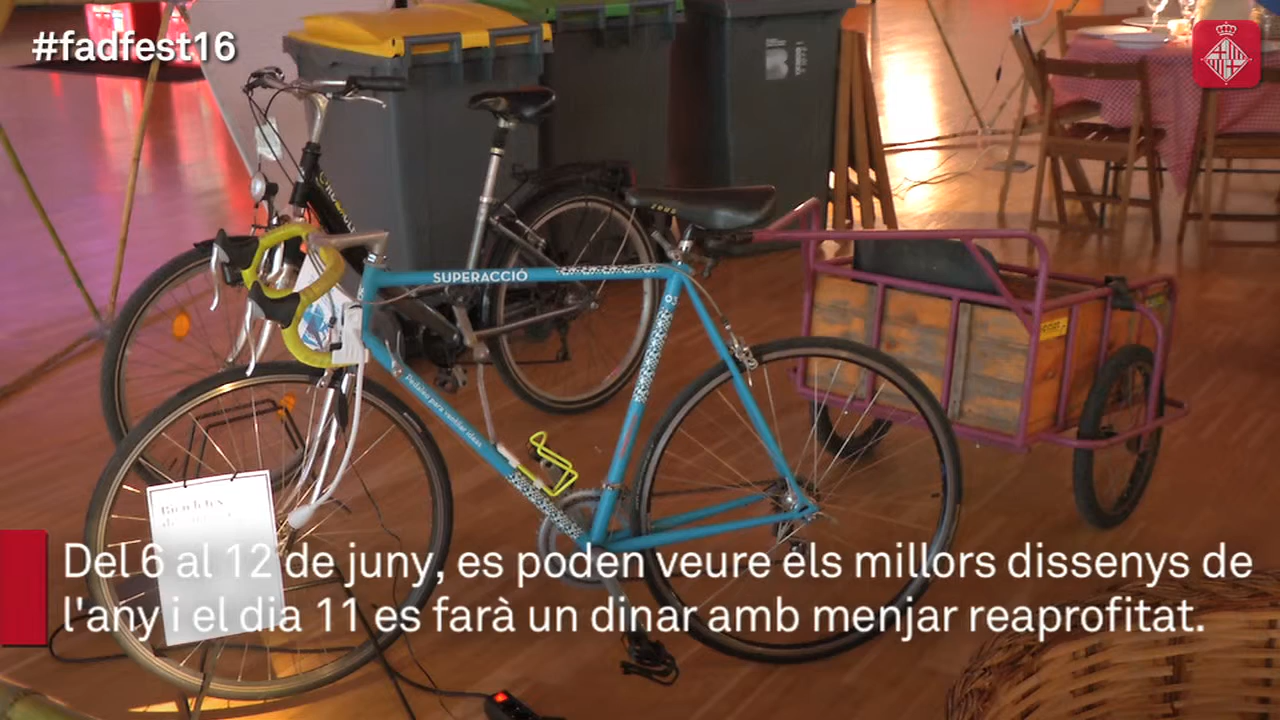 #fadfest16
SUPERACCIÓ
Del 6 al 12 de juny, es poden veure els millors dissenys de
l'any i el dia 11 es farà un dinar amb menjar reaprofitat.